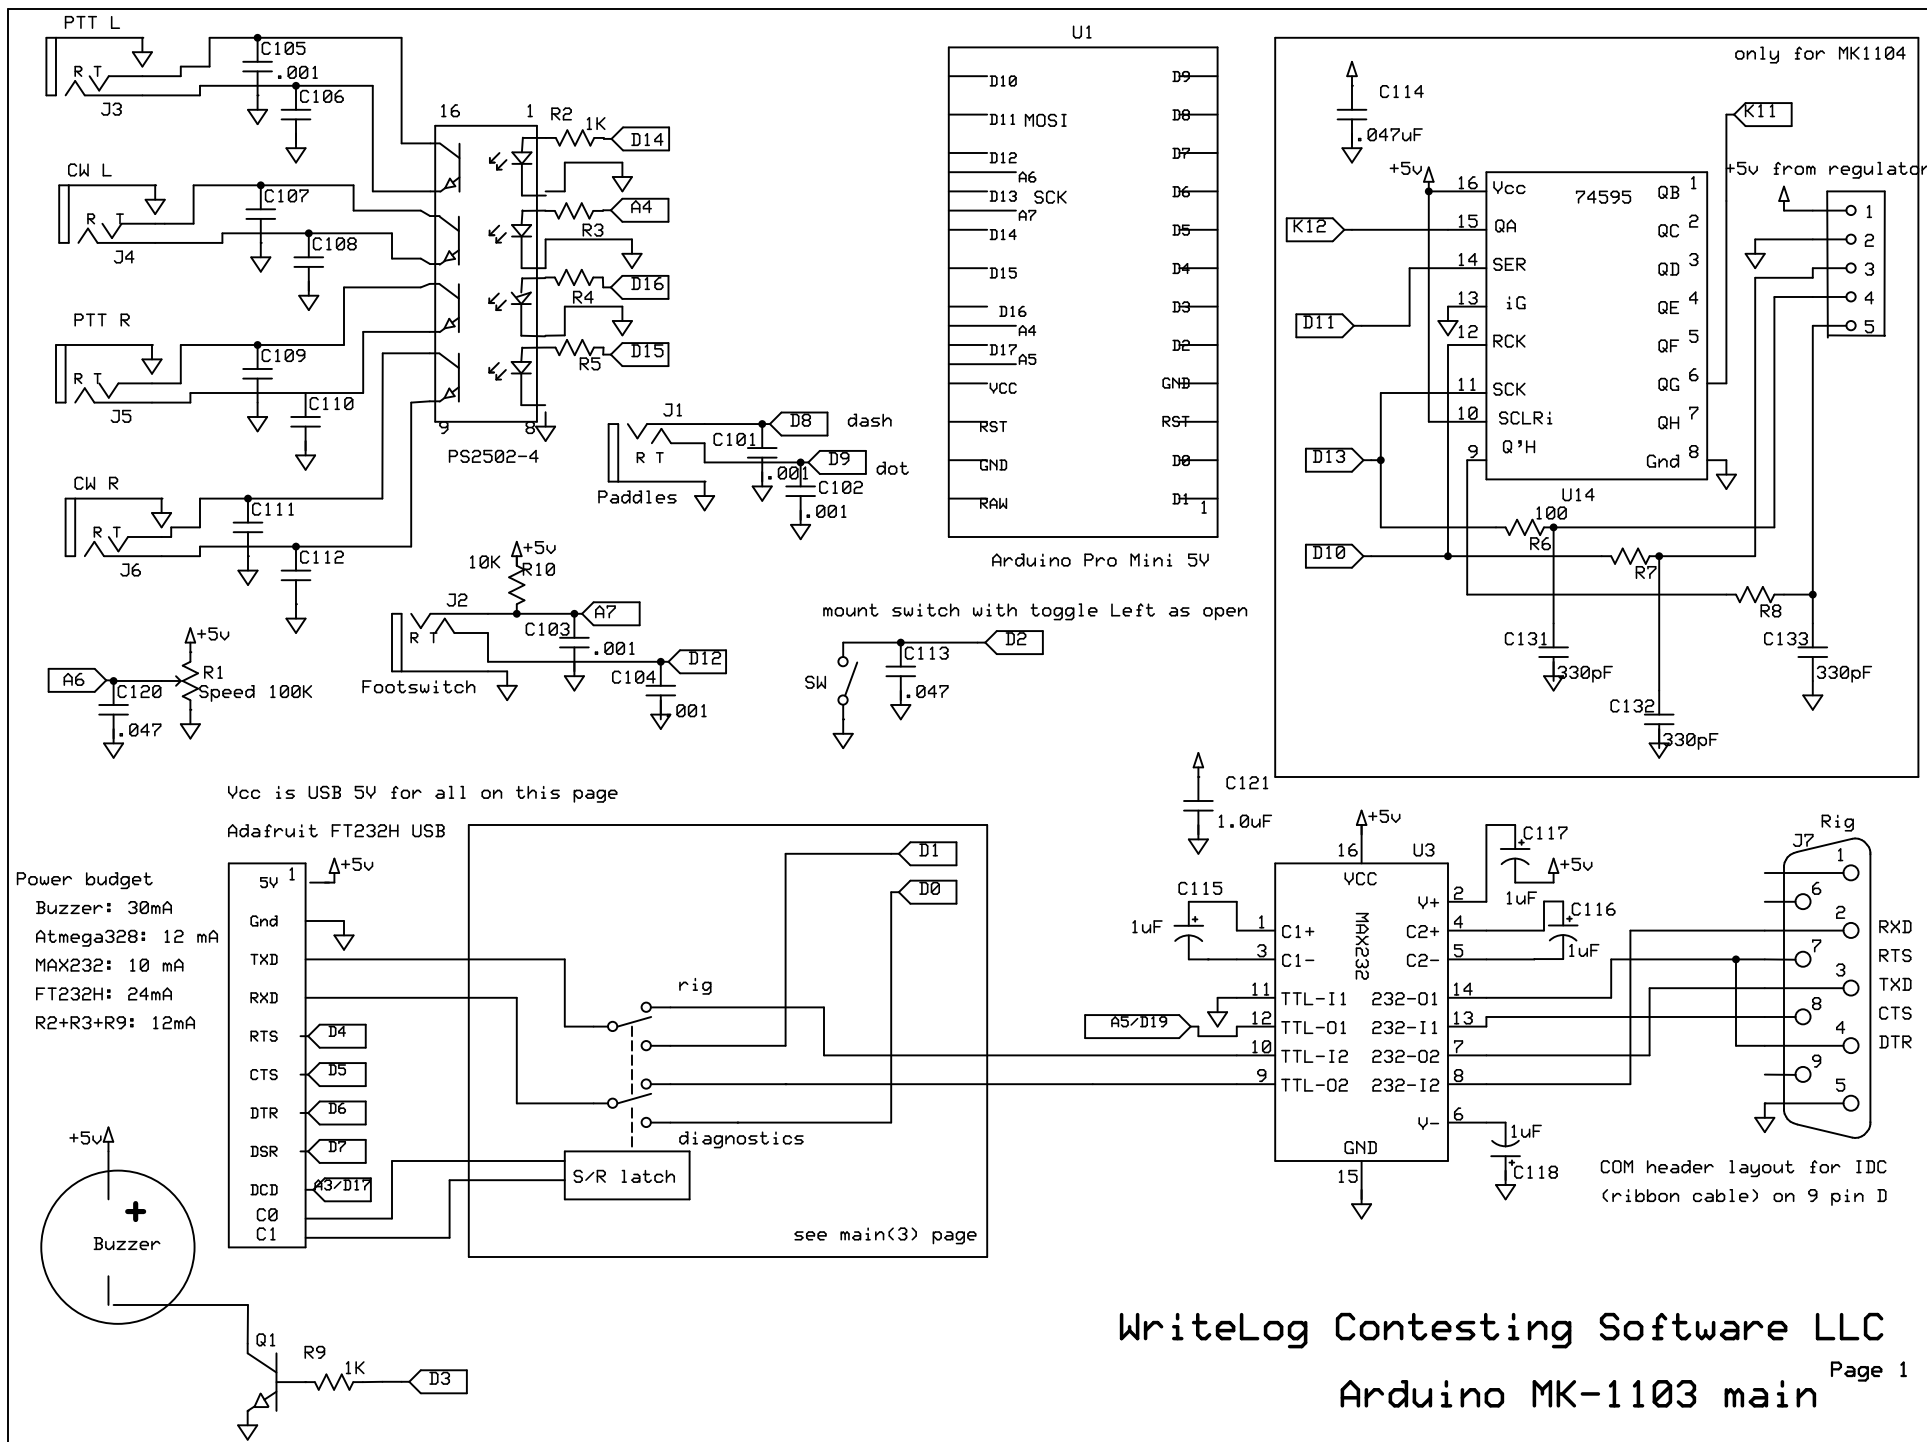 PTT L
R T
J3
C105
.001
C106
16
1
R2
1K
D14
CW L
R T
J4
C107
C108
A4
R3
D16
R4
D15
R5
PTT R
R T
J5
C109
C110
9
8
PS2502-4
CW R
R T
J6
C111
C112
J1
R T
Paddles
C101
.001
D8
dash
D9
dot
C102
.001
+5v
10K
R10
J2
R T
Footswitch
C103
.001
A7
C104
.001
D12
A6
C120
.047
+5v
R1
Speed 100K
U1
D10
D11 MOSI
D12
A6
D13 SCK
A7
D14
D15
D16
A4
D17
A5
VCC
RST
GND
RAW
D9
D8
D7
D6
D5
D4
D3
D2
GND
RST
D0
D1
1
Arduino Pro Mini 5V
mount switch with toggle Left as open
SW
C113
.047
D2
only for MK1104
C114
.047uF
K11
+5v
+5v from regulator
74595
U14
16 Vcc
15 QA
14 SER
13 iG
12 RCK
11 SCK
10 SCLRi
9 Q'H
QB 1
QC 2
QD 3
QE 4
QF 5
QG 6
QH 7
Gnd 8
K12
D11
D13
D10
1
2
3
4
5
100
R6
R7
R8
C131
330pF
C132
330pF
C133
330pF
Vcc is USB 5V for all on this page
Adafruit FT232H USB
5V 1
+5v
Gnd
TXD
RXD
RTS
D4
CTS
D5
DTR
D6
DSR
D7
DCD
A3/D17
C0
C1
Power budget
Buzzer: 30mA
Atmega328: 12 mA
MAX232: 10 mA
FT232H: 24mA
R2+R3+R9: 12mA
D1
D0
rig
diagnostics
S/R latch
see main(3) page
C121
1.0uF
+5v
U3
16
VCC
MAX232
C115
1uF
1 C1+
3 C1-
11 TTL-I1
12 TTL-O1
10 TTL-I2
9 TTL-O2
A5/D19
V+ 2
C2+ 4
C2- 5
232-O1 14
232-I1 13
232-O2 7
232-I2 8
V- 6
GND
15
C117
1uF
+5v
C116
1uF
1uF
C118
Rig
J7
1
6
2
7
3
8
4
9
5
RXD
RTS
TXD
CTS
DTR
COM header layout for IDC
(ribbon cable) on 9 pin D
+5v
+
Buzzer
Q1
R9
1K
D3
WriteLog Contesting Software LLC
Page 1
Arduino MK-1103 main